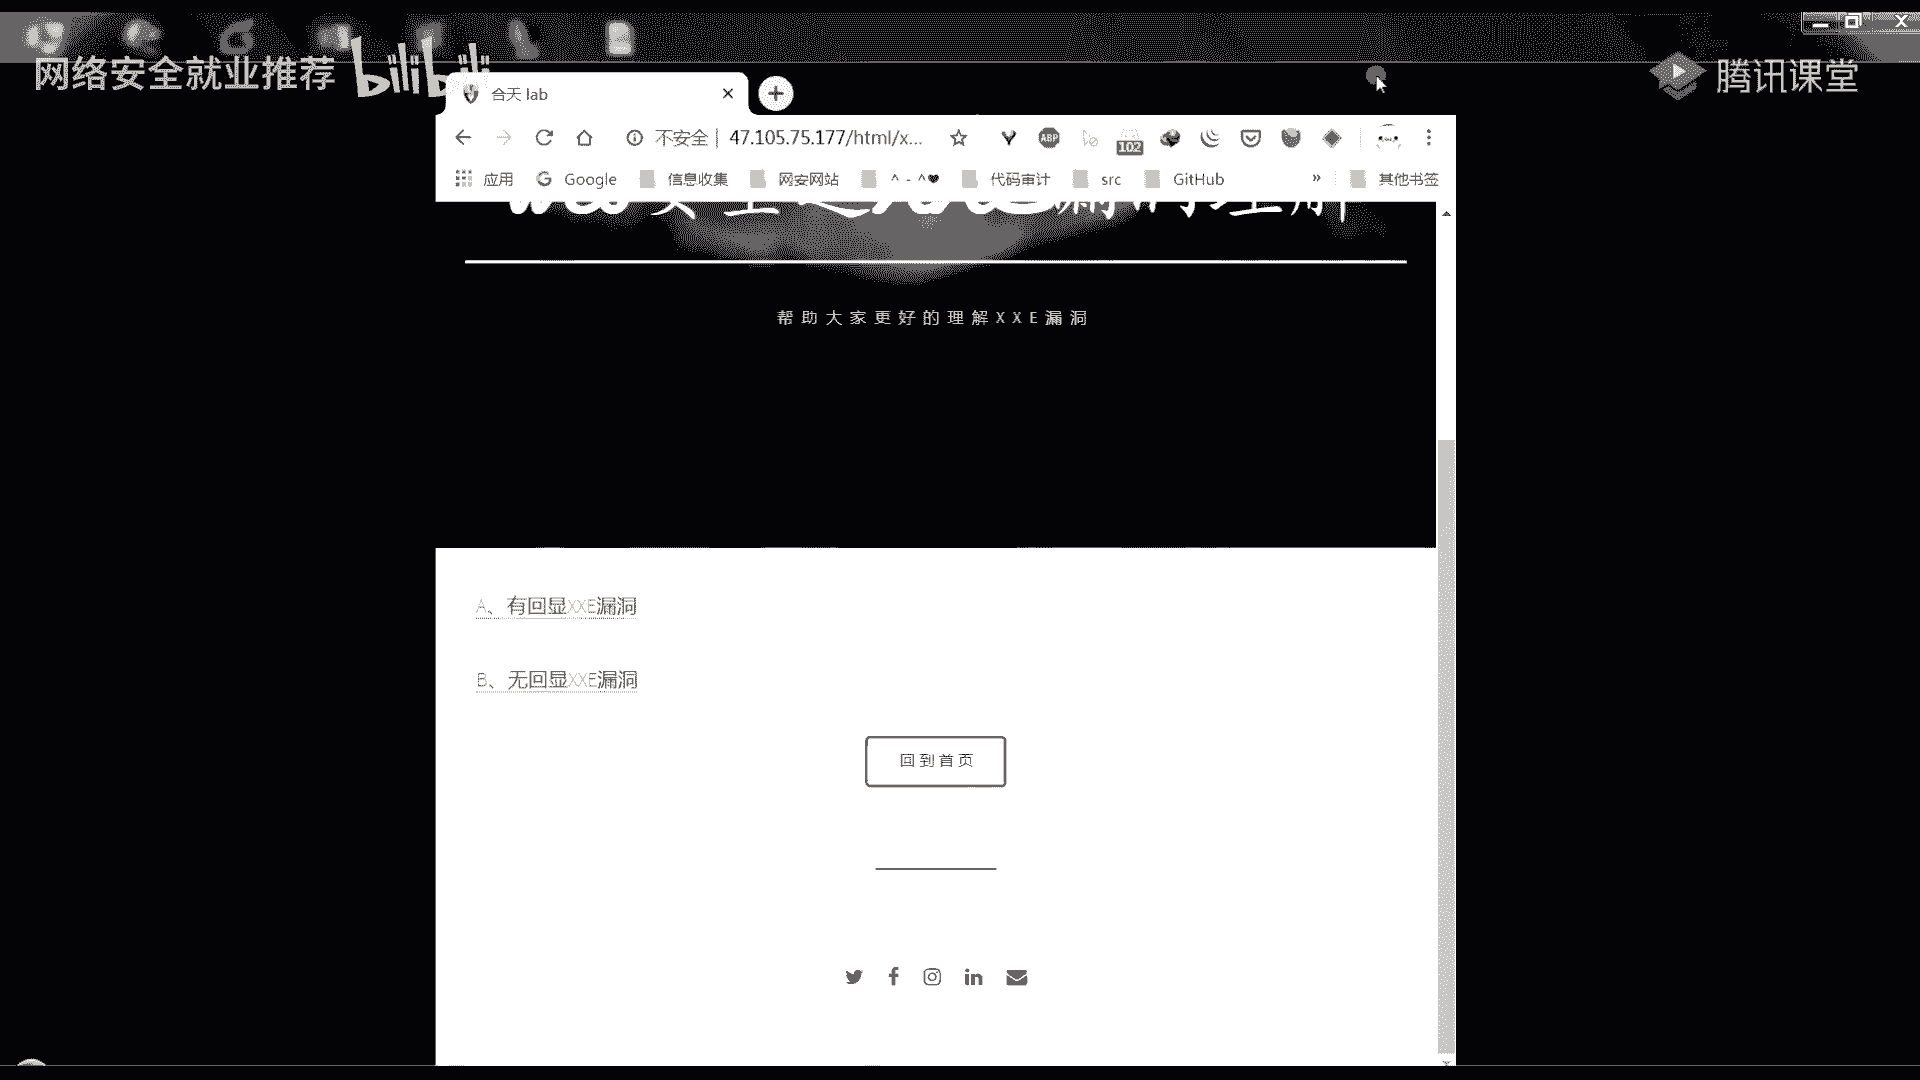 网络安全就业推荐
bilibili
腾讯课堂
合天 lab
不安全 | 47.105.75.177/html/x...
ABP
102
应用
Google
信息收集
网安网站
^ - ^♥
代码审计
src
GitHub
»
其他书签
帮助大家更好的理解XXE漏洞
A、有回显XXE漏洞
B、无回显XXE漏洞
回到首页